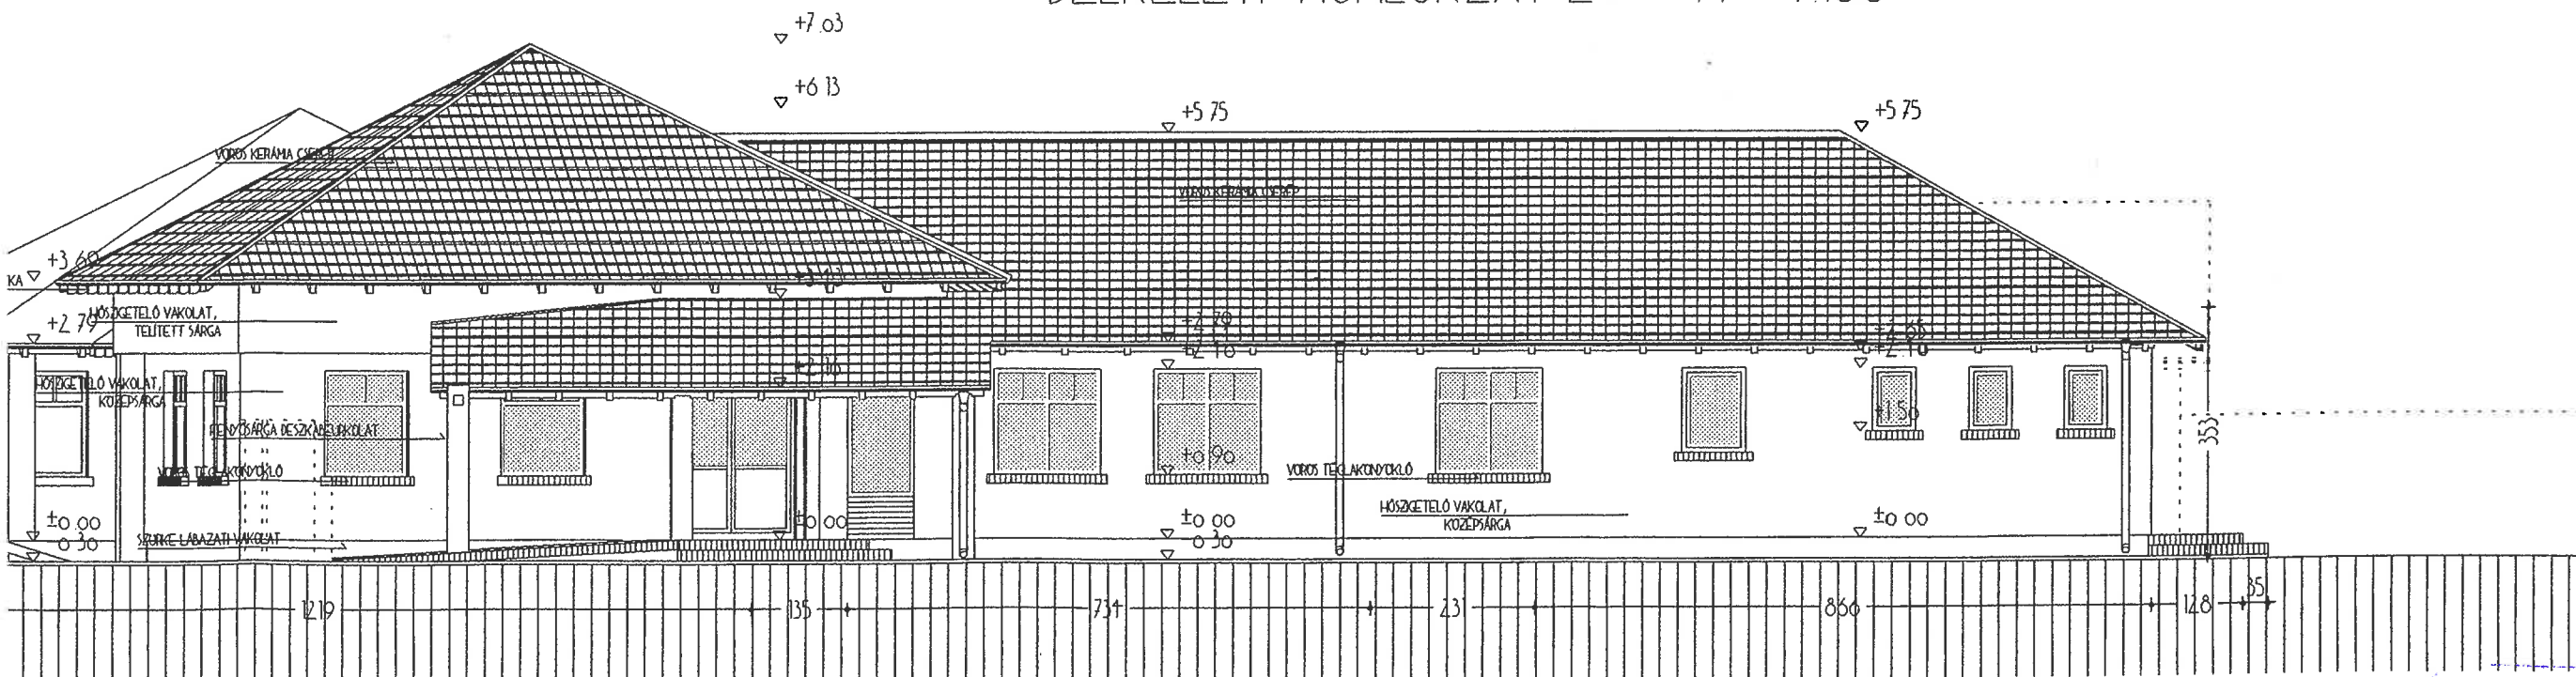 +7.03
+6.13
+5.75
+5.75
VÖRÖS KERÁMIA CSERÉP
VÖRÖS KERÁMIA CSERÉP
+3.60
KA
+2.79
HŐSZIGETELŐ VAKOLAT,
TELÍTETT SÁRGA
+2.79
+2.10
HŐSZIGETELŐ VAKOLAT,
KÖZÉPSÁRGA
+1.50
FENYŐSÁRGA DESZKABURKOLAT
353
+0.90
VÖRÖS TÉGLAKÖNYÖKLŐ
VÖRÖS TÉGLAKÖNYÖKLŐ
HŐSZIGETELŐ VAKOLAT,
KÖZÉPSÁRGA
±0.00
±0.00
±0.00
±0.00
0.30
0.30
SZÜRKE LÁBAZATI VAKOLAT
1219
135
734
231
866
128
35